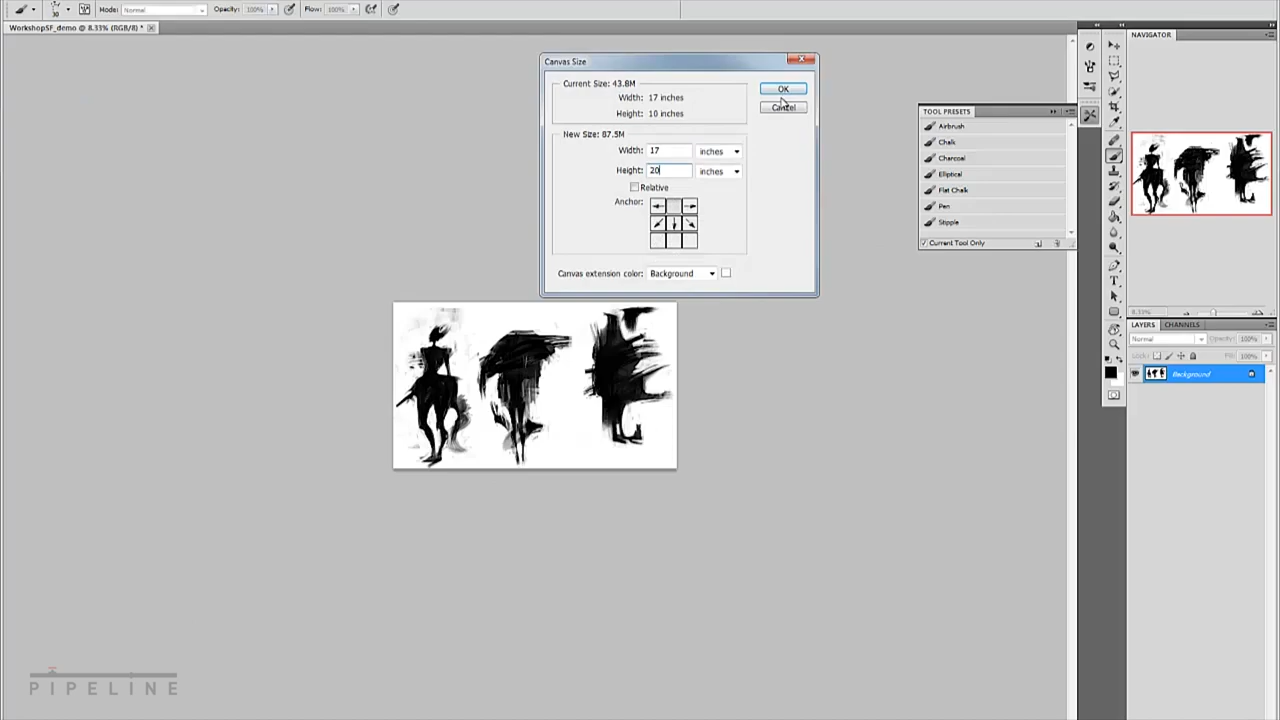 Mode: Normal Opacity: 100% Flow: 100%
30
WorkshopSF_demo @ 8.33% (RGB/8) *
Canvas Size
Current Size: 43.8M
Width: 17 inches
Height: 10 inches
OK
Cancel
New Size: 87.5M
Width: 17 inches
Height: 20 inches
Relative
Anchor:
Canvas extension color: Background
TOOL PRESETS
Airbrush
Chalk
Charcoal
Elliptical
Flat Chalk
Pen
Stipple
Current Tool Only
NAVIGATOR
8.33%
LAYERS CHANNELS
Normal Opacity: 100%
Lock: Fill: 100%
Background
PIPELINE